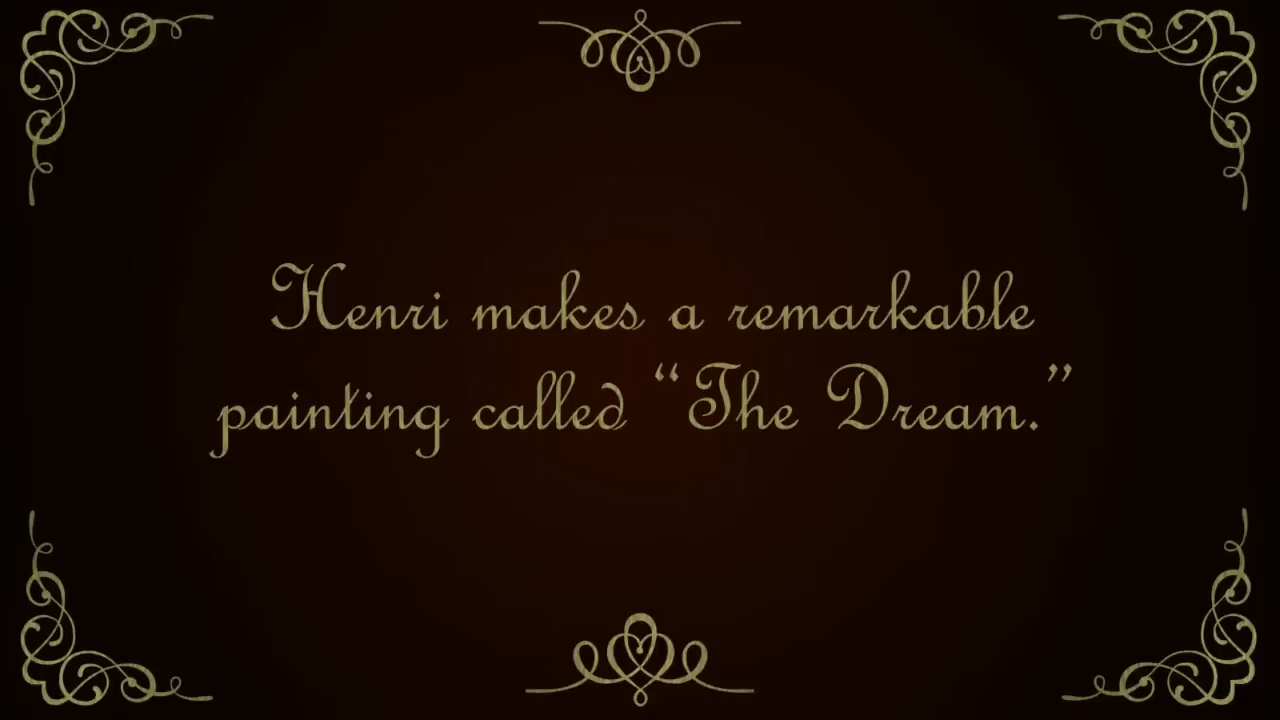 Henri makes a remarkable
painting called “The Dream.”